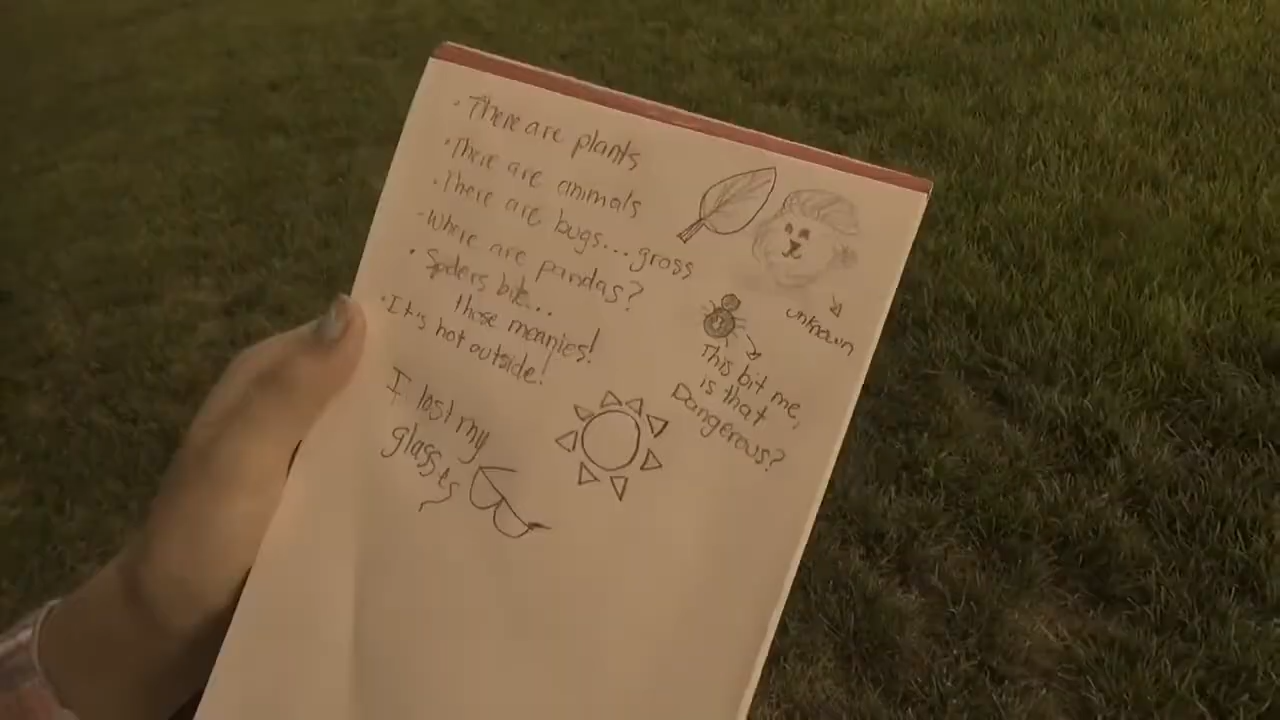 · There are plants
· There are animals
· There are bugs... gross
- Where are pandas?
· Spiders bite...
those meanies!
· It's hot outside!
I lost my
glasses
unknown
This bit me,
is that
Dangerous?